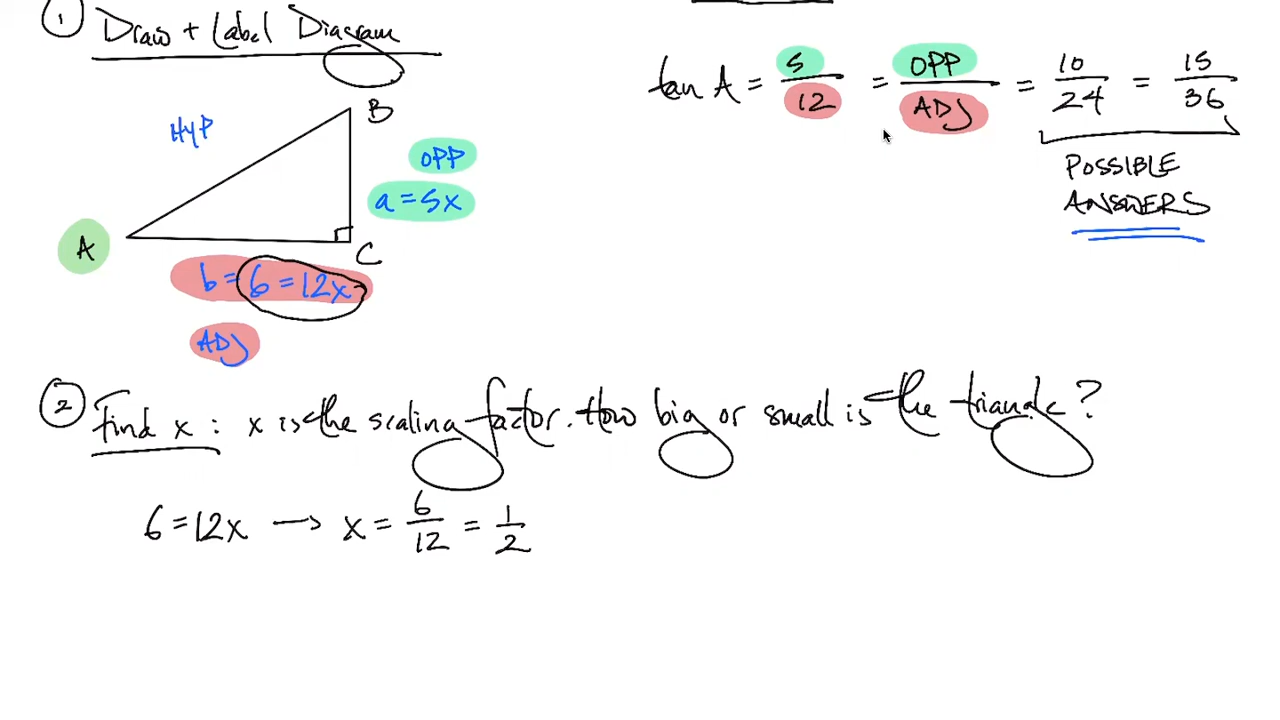 ① Draw + Label Diagram
tan A = 5/12 = OPP/ADJ = 10/24 = 15/36
POSSIBLE
ANSWERS
B
HYP
OPP
a = 5x
A
C
b = 6 = 12x
ADJ
② Find x : x is the scaling factor. How big or small is the triangle?
6 = 12x → x = 6/12 = 1/2